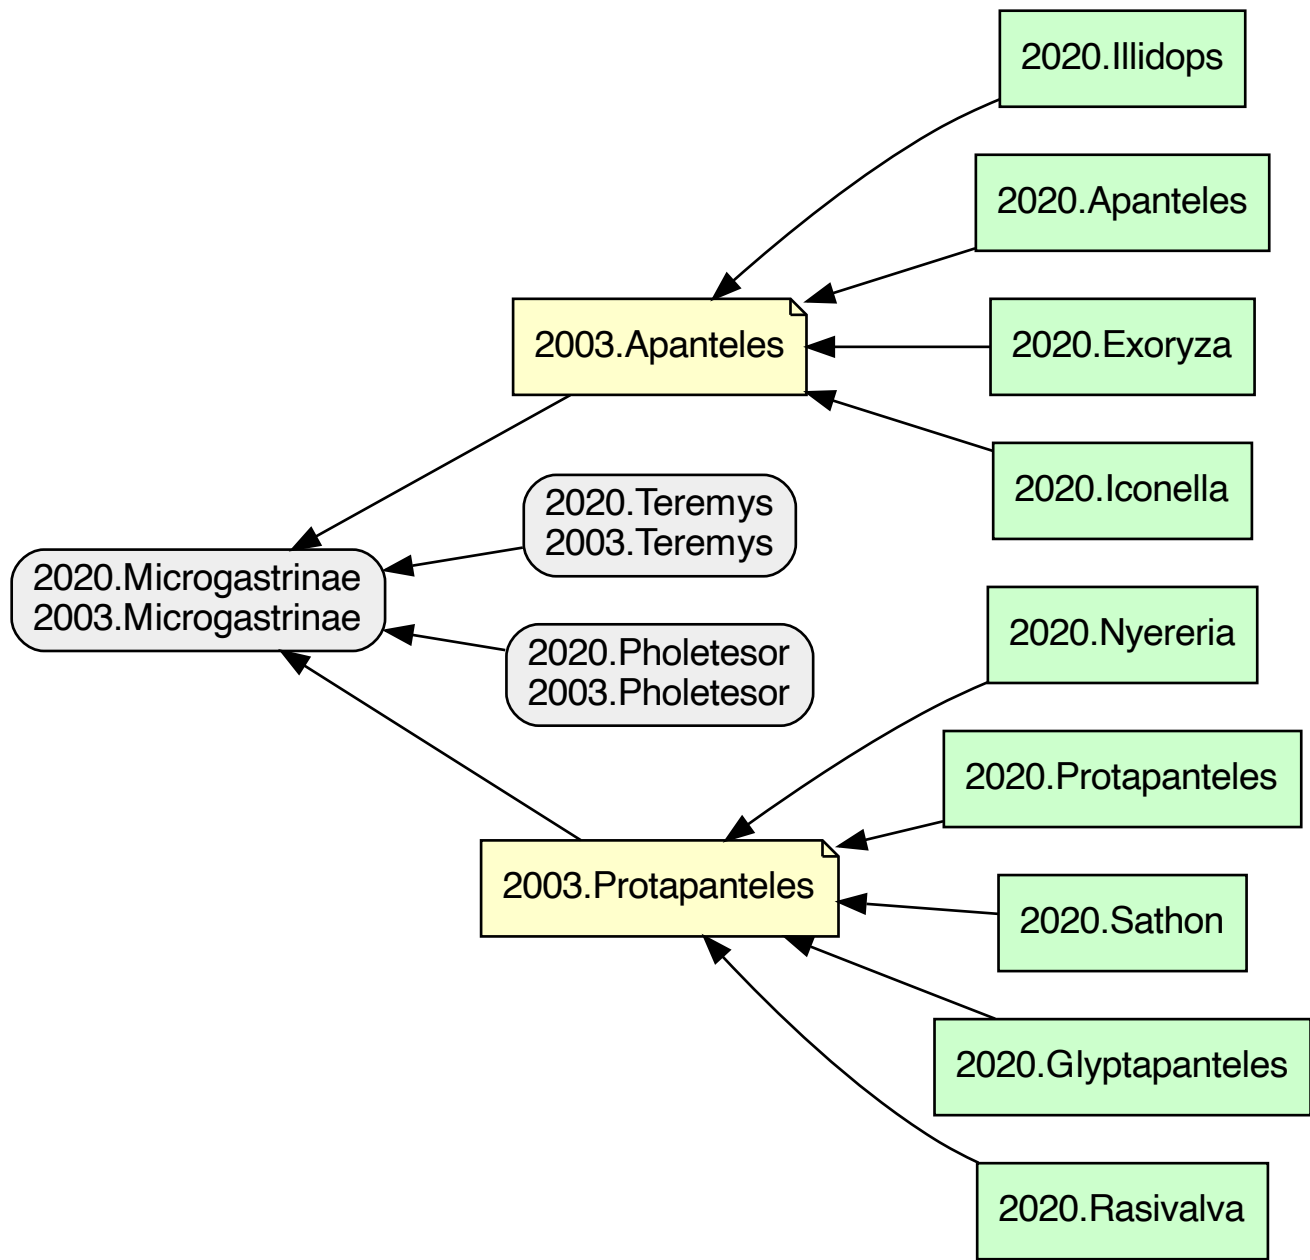 2020.Illidops
2020.Apanteles
2003.Apanteles
2020.Exoryza
2020.Iconella
2020.Teremys
2003.Teremys
2020.Microgastrinae
2003.Microgastrinae
2020.Pholetesor
2003.Pholetesor
2020.Nyereria
2020.Protapanteles
2003.Protapanteles
2020.Sathon
2020.Glyptapanteles
2020.Rasivalva